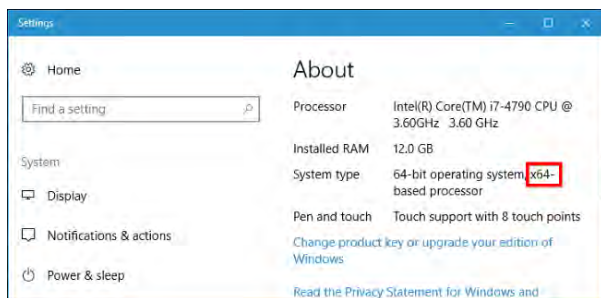 Settings
Home
Find a setting
System
Display
Notifications & actions
Power & sleep
About
Processor Intel(R) Core(TM) i7-4790 CPU @
3.60GHz 3.60 GHz
Installed RAM 12.0 GB
System type 64-bit operating system, x64-
based processor
Pen and touch Touch support with 8 touch points
Change product key or upgrade your edition of
Windows
Read the Privacy Statement for Windows and